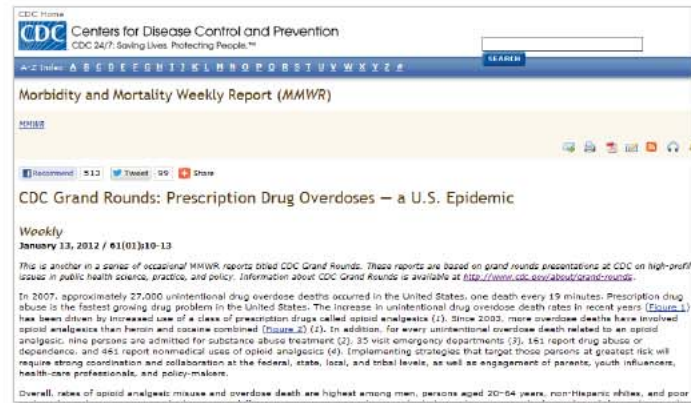 CDC Home
CDC
Centers for Disease Control and Prevention
CDC 24/7: Saving Lives. Protecting People.™
SEARCH
A-Z Index A B C D E F G H I J K L M N O P Q R S T U V W X Y Z #
Morbidity and Mortality Weekly Report (MMWR)
MMWR
Recommend 513 Tweet 99 Share
CDC Grand Rounds: Prescription Drug Overdoses — a U.S. Epidemic
Weekly
January 13, 2012 / 61(01);10-13
This is another in a series of occasional MMWR reports titled CDC Grand Rounds. These reports are based on grand rounds presentations at CDC on high-profil
issues in public health science, practice, and policy. Information about CDC Grand Rounds is available at http://www.cdc.gov/about/grand-rounds.
In 2007, approximately 27,000 unintentional drug overdose deaths occurred in the United States, one death every 19 minutes. Prescription drug
abuse is the fastest growing drug problem in the United States. The increase in unintentional drug overdose death rates in recent years (Figure 1)
has been driven by increased use of a class of prescription drugs called opioid analgesics (1). Since 2003, more overdose deaths have involved
opioid analgesics than heroin and cocaine combined (Figure 2) (1). In addition, for every unintentional overdose death related to an opioid
analgesic, nine persons are admitted for substance abuse treatment (2), 35 visit emergency departments (3), 161 report drug abuse or
dependence, and 461 report nonmedical uses of opioid analgesics (4). Implementing strategies that target those persons at greatest risk will
require strong coordination and collaboration at the federal, state, local, and tribal levels, as well as engagement of parents, youth influencers,
health-care professionals, and policy-makers.
Overall, rates of opioid analgesic misuse and overdose death are highest among men, persons aged 20–64 years, non-Hispanic whites, and poor